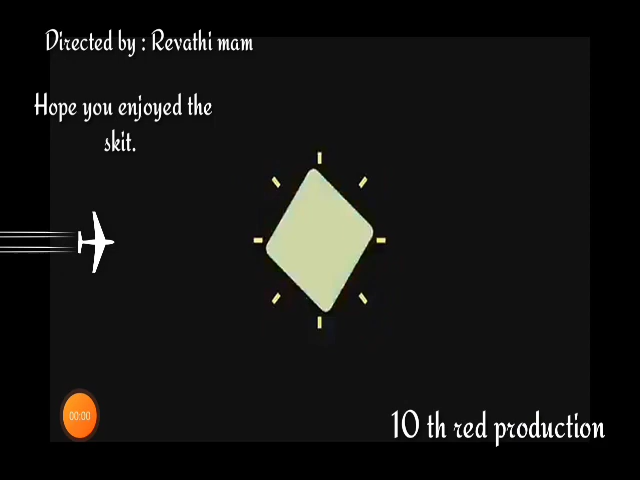 Directed by : Revathi mam
Hope you enjoyed the
skit.
00:00
10 th red production